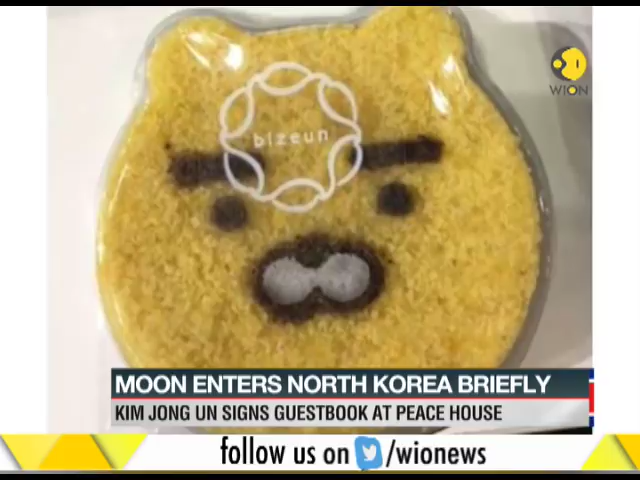 WION
bizeun
MOON ENTERS NORTH KOREA BRIEFLY
KIM JONG UN SIGNS GUESTBOOK AT PEACE HOUSE
follow us on /wionews